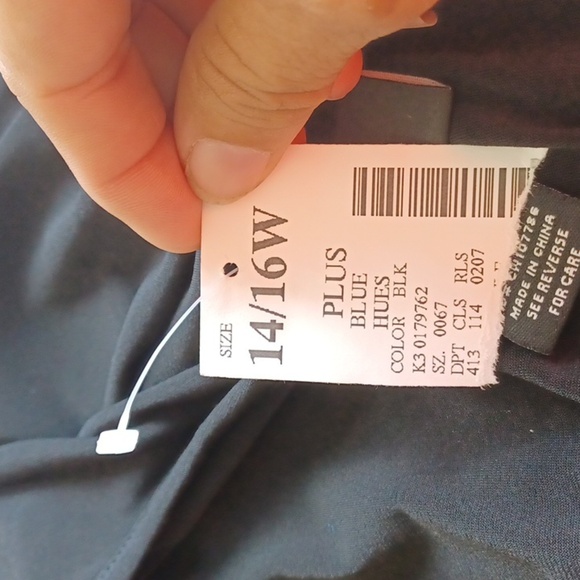 SIZE
14/16W
PLUS
BLUE
HUES
COLOR BLK
K3 0179762
SZ. 0067
DPT CLS RLS
413 114 0207
MADE IN CHINA
SEE REVERSE
FOR CARE